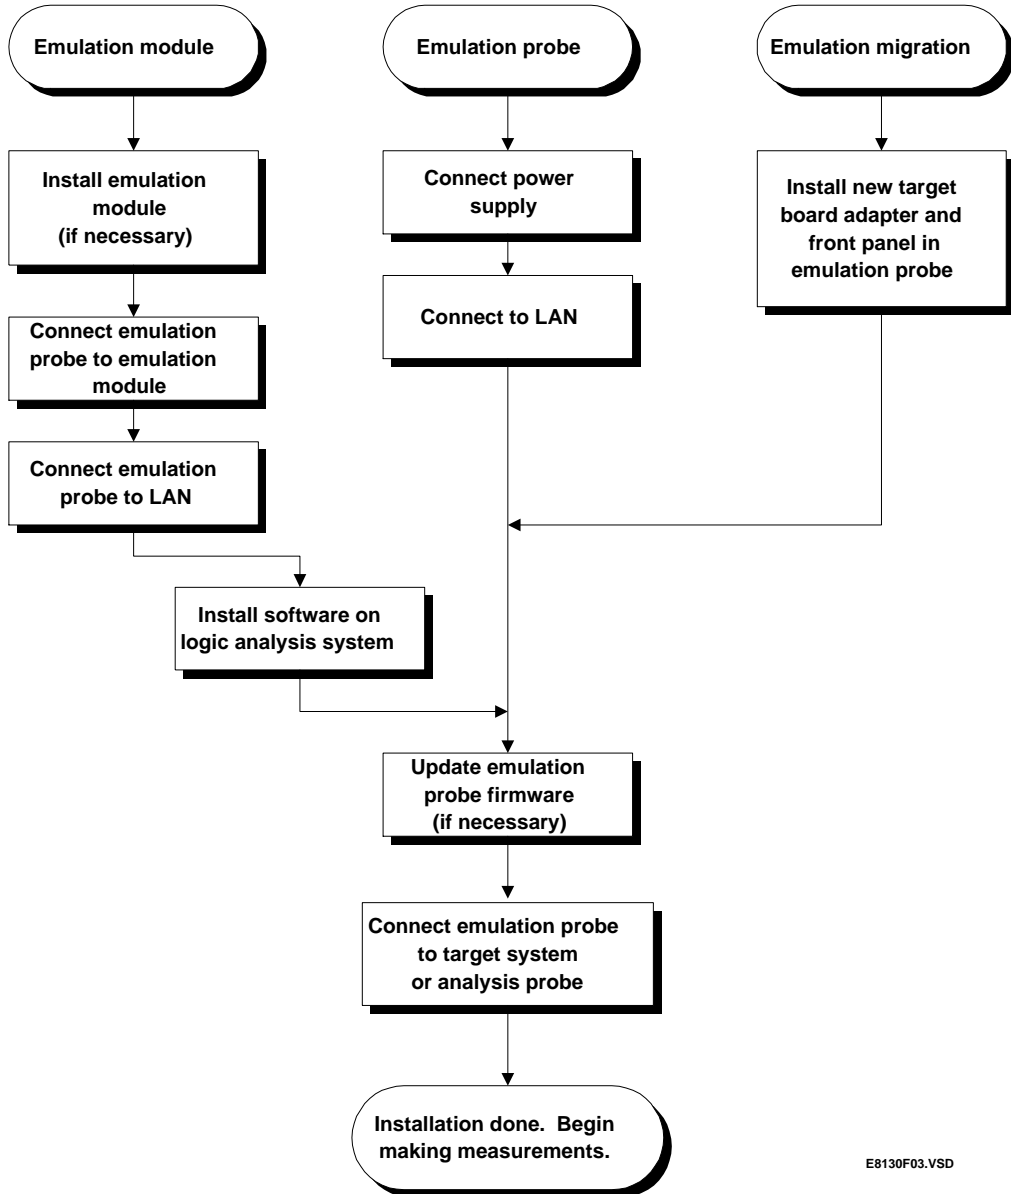 Emulation module
Emulation probe
Emulation migration
Install emulation
module
(if necessary)
Connect power
supply
Install new target
board adapter and
front panel in
emulation probe
Connect emulation
probe to emulation
module
Connect to LAN
Connect emulation
probe to LAN
Install software on
logic analysis system
Update emulation
probe firmware
(if necessary)
Connect emulation probe
to target system
or analysis probe
Installation done.  Begin
making measurements.
E8130F03.VSD